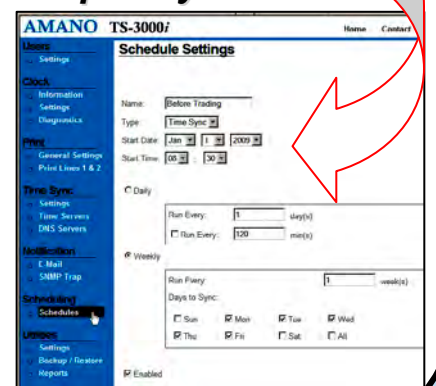 AMANO TS-3000i Home Contact
Users
Settings
Clock
Information
Settings
Diagnostics
Print
General Settings
Print Lines 1 & 2
Time Sync
Settings
Time Servers
DNS Servers
Notification
E-Mail
SNMP Trap
Scheduling
Schedules
Utilities
Settings
Backup / Restore
Reports
Schedule Settings
Name: Before Trading
Type: Time Sync
Start Date: Jan 1 2009
Start Time: 08 : 30
Daily
Run Every: 1 day(s)
Run Every: 120 min(s)
Weekly
Run Every 1 week(s)
Days to Sync:
Sun Mon Tue Wed
Thu Fri Sat All
Enabled